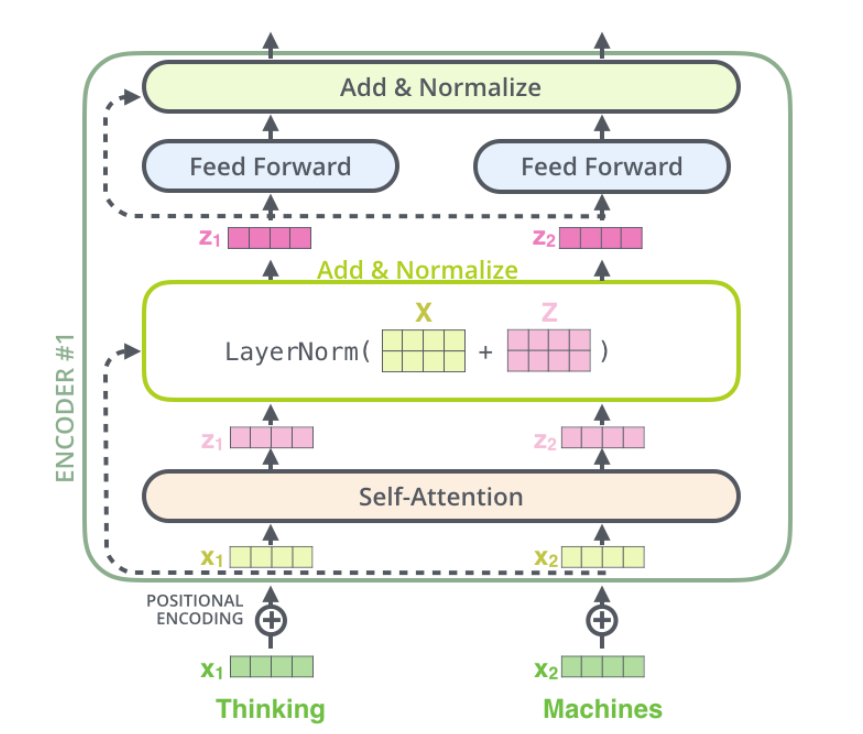 Add & Normalize
Feed Forward Feed Forward
z1 z2
Add & Normalize
X Z
LayerNorm( + )
ENCODER #1
z1 z2
Self-Attention
x1 x2
POSITIONAL
ENCODING
x1 x2
Thinking Machines